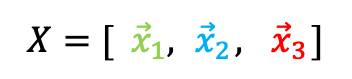 X = [ x⃗₁, x⃗₂, x⃗₃ ]